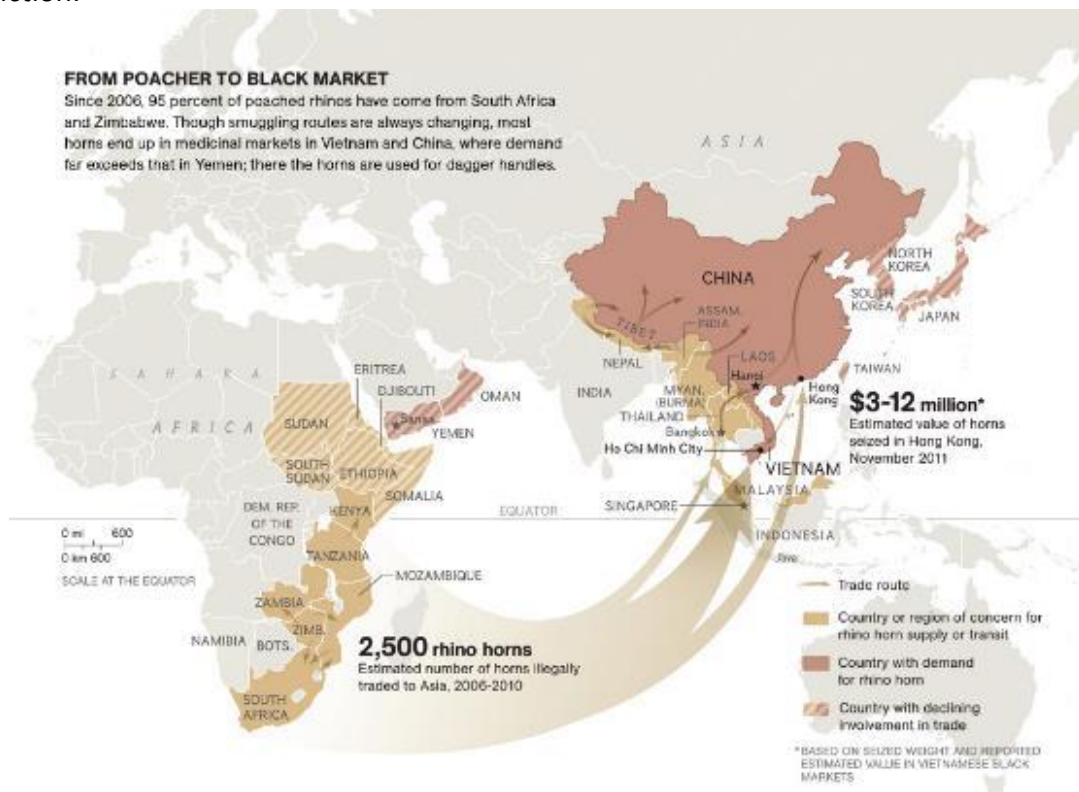 FROM POACHER TO BLACK MARKET
Since 2006, 95 percent of poached rhinos have come from South Africa
and Zimbabwe. Though smuggling routes are always changing, most
horns end up in medicinal markets in Vietnam and China, where demand
far exceeds that in Yemen; there the horns are used for dagger handles.
ASIA
NORTH
KOREA
CHINA
SOUTH
KOREA
JAPAN
ASSAM,
INDIA
TIBET
NEPAL
LAOS
Hanoi
TAIWAN
ERITREA
DJIBOUTI
OMAN
INDIA
MYAN.
(BURMA)
Hong
Kong
SAHARA
AFRICA
SUDAN
Sanaa
YEMEN
THAILAND
Bangkok
Ho Chi Minh City
$3-12 million*
Estimated value of horns
seized in Hong Kong,
November 2011
SOUTH
SUDAN
ETHIOPIA
SOMALIA
VIETNAM
MALAYSIA
SINGAPORE
DEM. REP.
OF THE
CONGO
KENYA
EQUATOR
INDONESIA
Java
0 mi 600
0 km 600
SCALE AT THE EQUATOR
TANZANIA
MOZAMBIQUE
ZAMBIA
ZIMB.
NAMIBIA
BOTS.
SOUTH
AFRICA
2,500 rhino horns
Estimated number of horns illegally
traded to Asia, 2006-2010
Trade route
Country or region of concern for
rhino horn supply or transit
Country with demand
for rhino horn
Country with declining
involvement in trade
*BASED ON SEIZED WEIGHT AND REPORTED
ESTIMATED VALUE IN VIETNAMESE BLACK
MARKETS